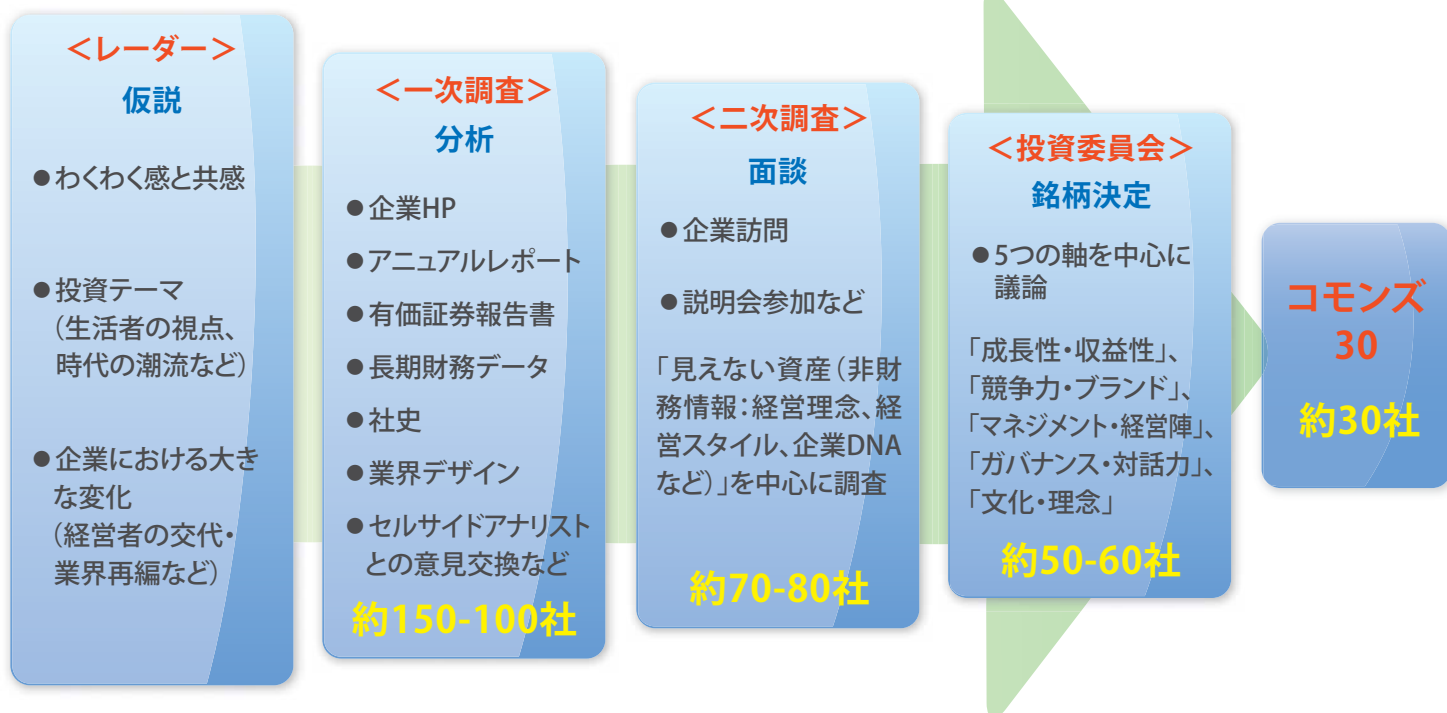 ＜レーダー＞
仮説
●わくわく感と共感
●投資テーマ
（生活者の視点、
時代の潮流など）
●企業における大き
な変化
（経営者の交代・
業界再編など）
＜一次調査＞
分析
●企業HP
●アニュアルレポート
●有価証券報告書
●長期財務データ
●社史
●業界デザイン
●セルサイドアナリスト
との意見交換など
約150-100社
＜二次調査＞
面談
●企業訪問
●説明会参加など
「見えない資産（非財
務情報：経営理念、経
営スタイル、企業DNA
など）」を中心に調査
約70-80社
＜投資委員会＞
銘柄決定
●5つの軸を中心に
議論
「成長性・収益性」、
「競争力・ブランド」、
「マネジメント・経営陣」、
「ガバナンス・対話力」、
「文化・理念」
約50-60社
コモンズ
30
約30社